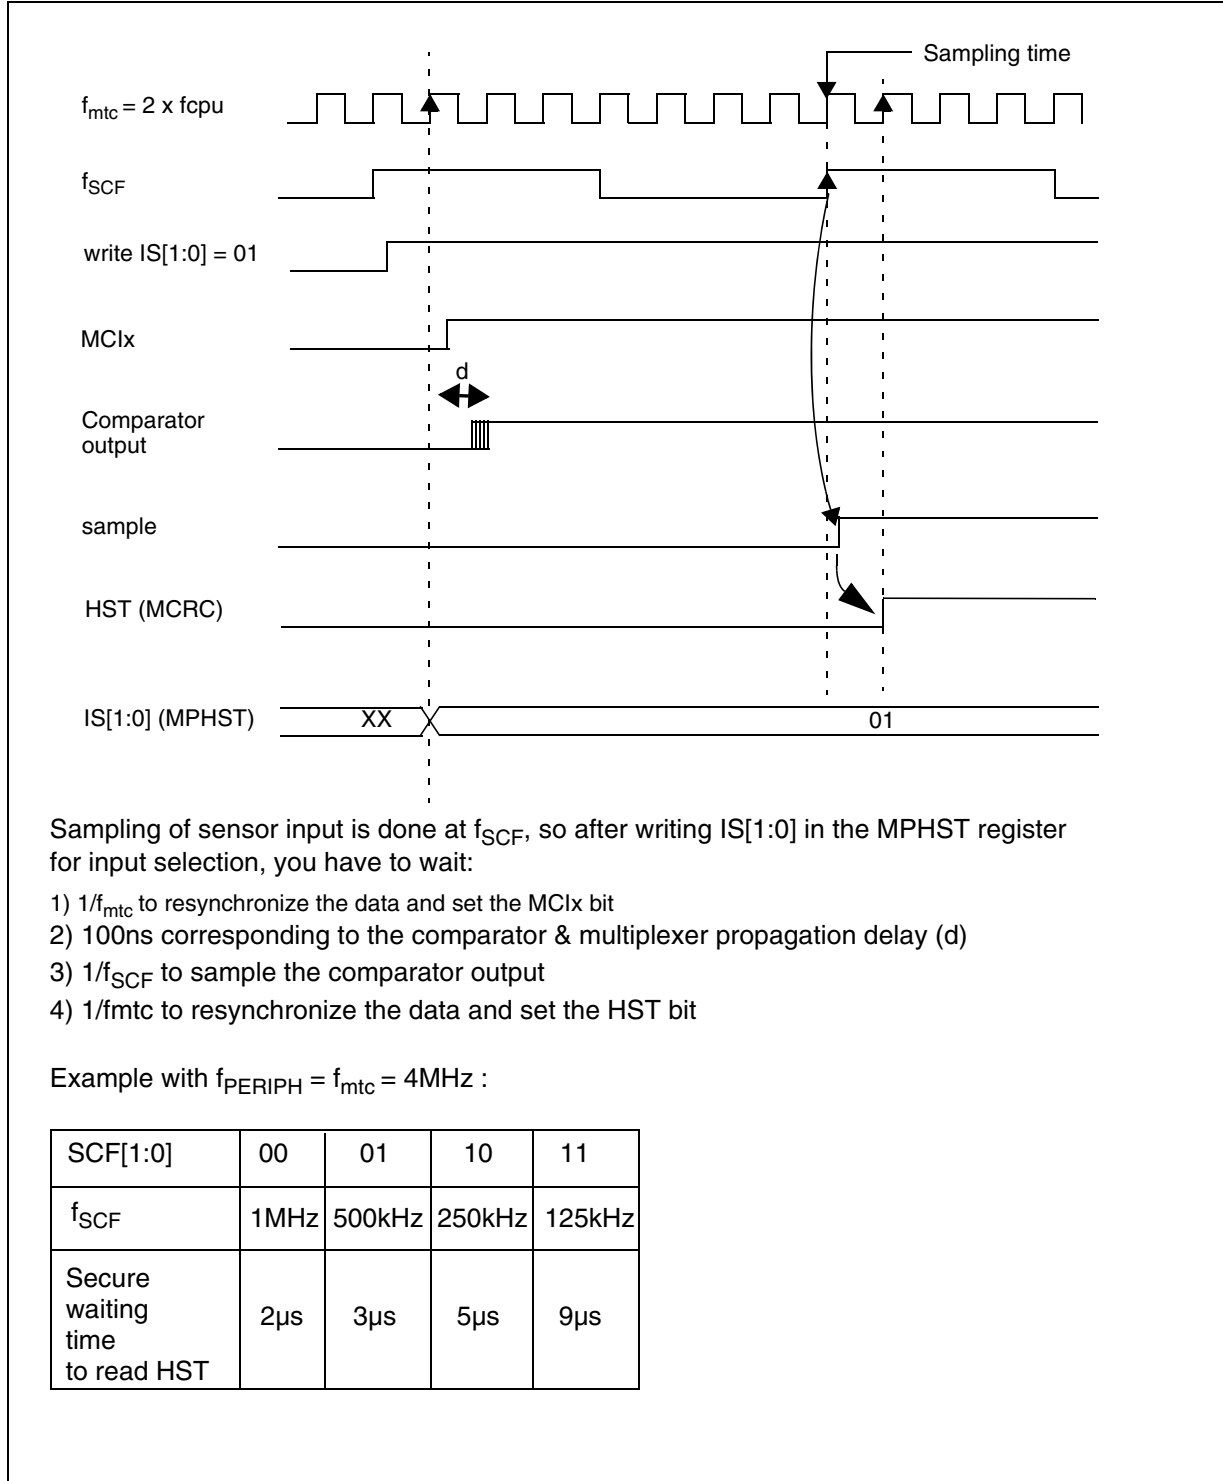 Sampling time
fmtc = 2 x fcpu
fSCF
write IS[1:0] = 01
MCIx
d
Comparator
output
sample
HST (MCRC)
IS[1:0] (MPHST) XX 01
Sampling of sensor input is done at fSCF, so after writing IS[1:0] in the MPHST register
for input selection, you have to wait:
1) 1/fmtc to resynchronize the data and set the MCIx bit
2) 100ns corresponding to the comparator & multiplexer propagation delay (d)
3) 1/fSCF to sample the comparator output
4) 1/fmtc to resynchronize the data and set the HST bit
Example with fPERIPH = fmtc = 4MHz :
SCF[1:0] 00 01 10 11
fSCF 1MHz 500kHz 250kHz 125kHz
Secure
waiting
time
to read HST 2µs 3µs 5µs 9µs